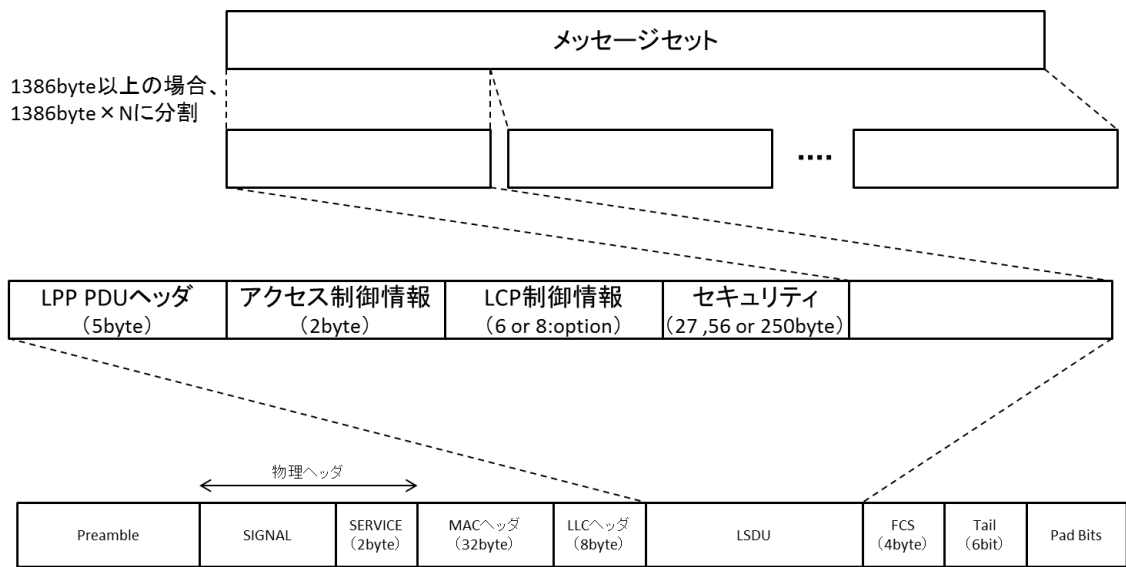 メッセージセット
1386byte以上の場合、
1386byte×Nに分割
....
LPP PDUヘッダ
（5byte）
アクセス制御情報
（2byte）
LCP制御情報
（6 or 8:option）
セキュリティ
（27 ,56 or 250byte）
物理ヘッダ
Preamble
SIGNAL
SERVICE
（2byte）
MACヘッダ
（32byte）
LLCヘッダ
（8byte）
LSDU
FCS
（4byte）
Tail
（6bit）
Pad Bits